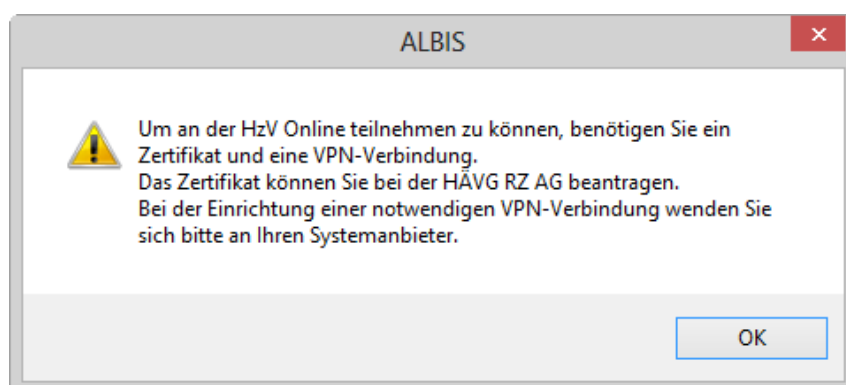 ALBIS
Um an der HzV Online teilnehmen zu können, benötigen Sie ein
Zertifikat und eine VPN-Verbindung.
Das Zertifikat können Sie bei der HÄVG RZ AG beantragen.
Bei der Einrichtung einer notwendigen VPN-Verbindung wenden Sie
sich bitte an Ihren Systemanbieter.
OK